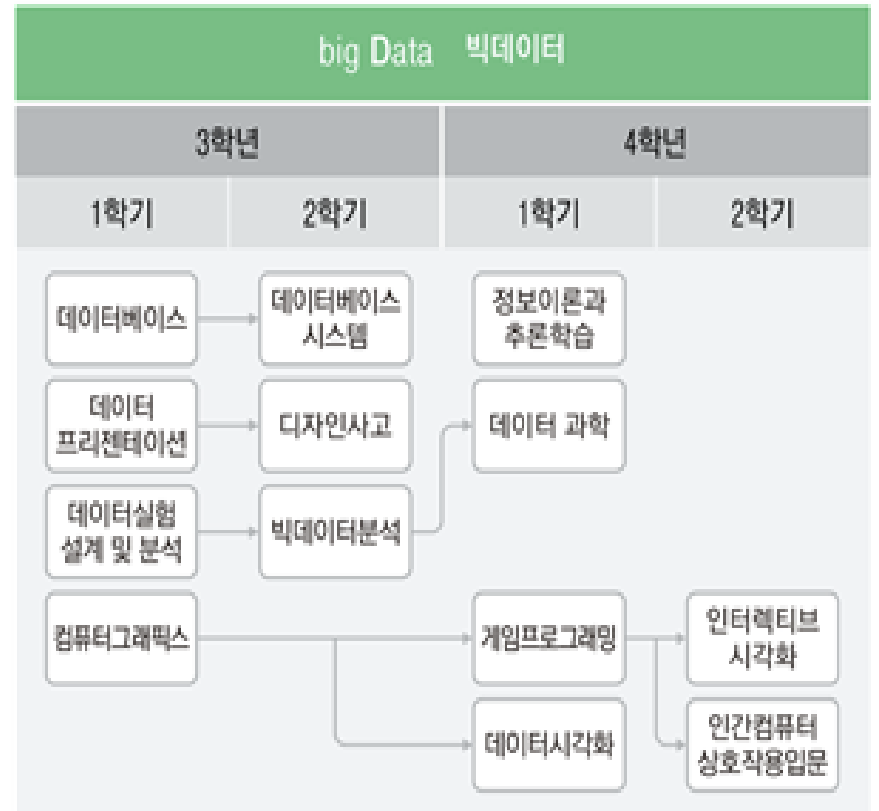 big Data 빅데이터
3학년 4학년
1학기 2학기 1학기 2학기
데이터베이스
데이터베이스
시스템
정보이론과
추론학습
데이터
프리젠테이션
디자인사고
데이터 과학
데이터실험
설계 및 분석
빅데이터분석
컴퓨터그래픽스
게임프로그래밍
인터렉티브
시각화
데이터시각화
인간컴퓨터
상호작용입문